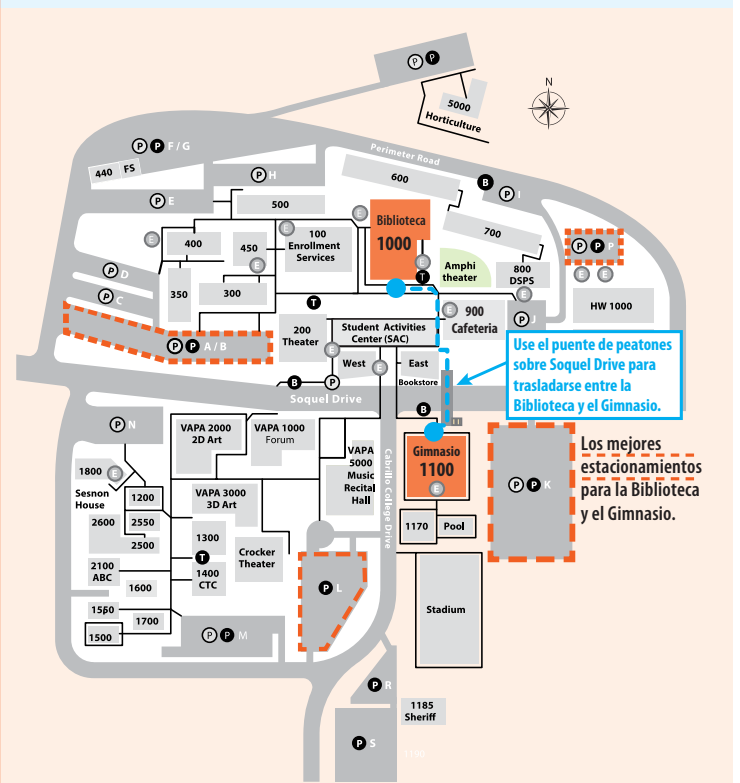 P P
N
5000
Horticulture
Perimeter Road
P P F / G
440 FS
P H
600
B
P I
P E
500
E
Biblioteca
1000
E
E
100
Enrollment
Services
400
450
E
700
P P P
E E
E
T
Amphi
theater
800
DSPS
E
P D
P C
350
300
T
HW 1000
E
900
Cafeteria
P J
200
Theater
Student Activities
Center (SAC)
P P A / B
E
West
E
East
Bookstore
Use el puente de peatones
sobre Soquel Drive para
trasladarse entre la
Biblioteca y el Gimnasio.
B
P
Soquel Drive
B
P N
VAPA 2000
2D Art
VAPA 1000
Forum
VAPA
5000
Music
Recital
Hall
Cabrillo College Drive
Gimnasio
1100
E
Los mejores
estacionamientos
para la Biblioteca
y el Gimnasio.
1800
E
Sesnon
House
1200
VAPA 3000
3D Art
P P K
2600
2550
2500
1300
1170
Pool
T
Crocker
Theater
2100
ABC
1400
CTC
1600
P L
1560
1700
1500
Stadium
P P M
P R
1185
Sheriff
P S
1190